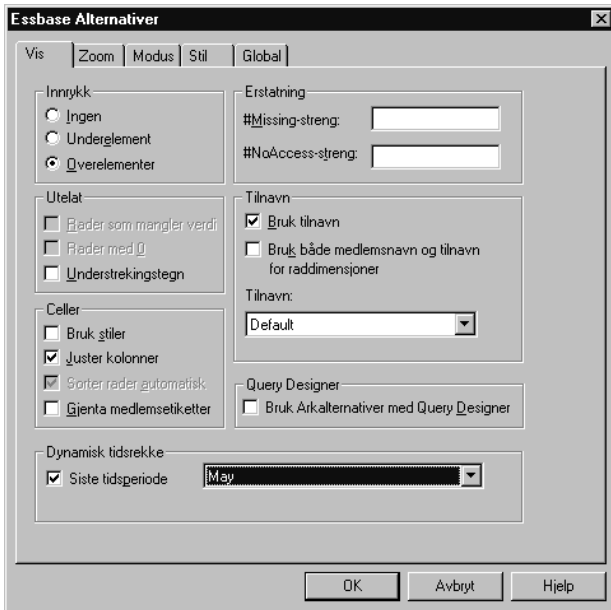 Essbase Alternativer
Vis
Zoom
Modus
Stil
Global
Innrykk
Ingen
Underelement
Overelementer
Erstatning
#Missing-streng:
#NoAccess-streng:
Utelat
Rader som mangler verdi
Rader med 0
Understrekingstegn
Tilnavn
Bruk tilnavn
Bruk både medlemsnavn og tilnavn
for raddimensjoner
Tilnavn:
Default
Celler
Bruk stiler
Juster kolonner
Sorter rader automatisk
Gjenta medlemsetiketter
Query Designer
Bruk Arkalternativer med Query Designer
Dynamisk tidsrekke
Siste tidsperiode
May
OK
Avbryt
Hjelp